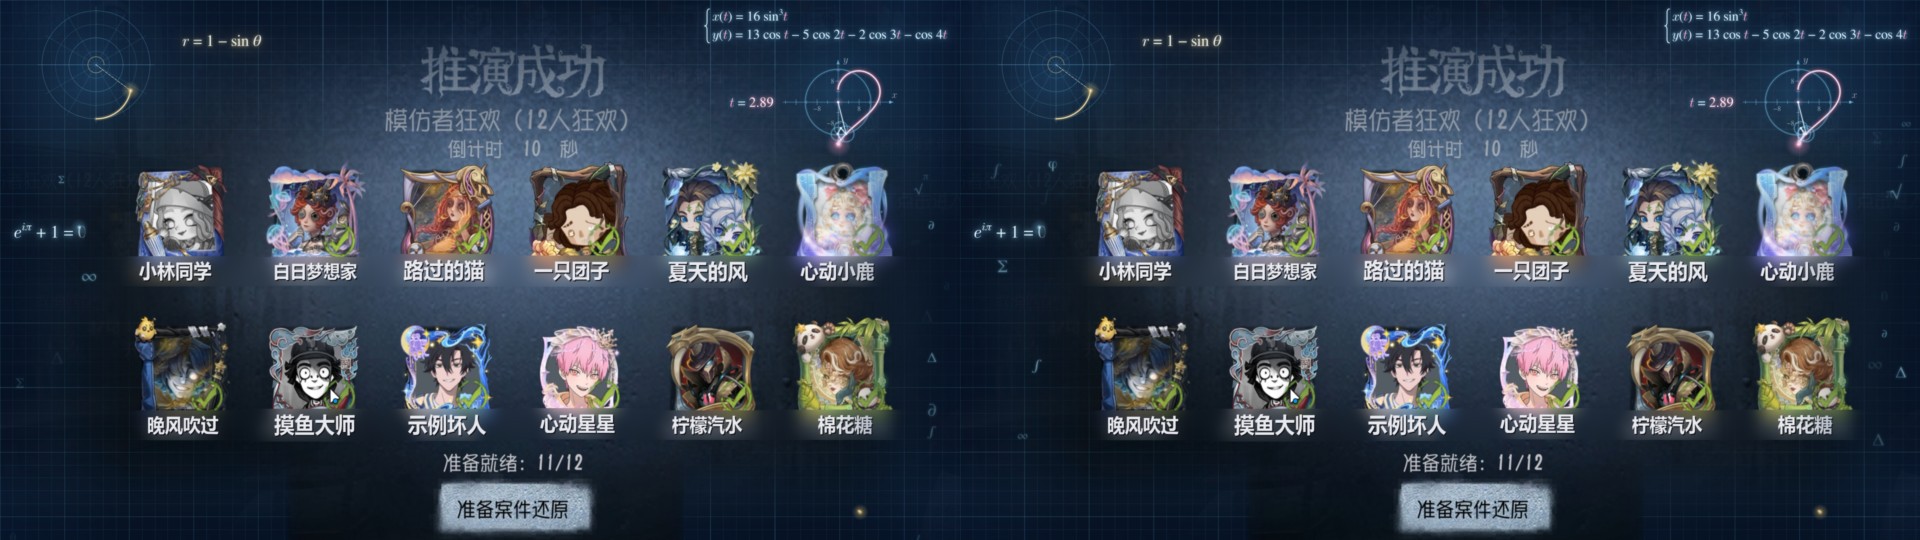 r = 1 − sin θ
x(t) = 16 sin³t
y(t) = 13 cos t − 5 cos 2t − 2 cos 3t − cos 4t
推演成功
模仿者狂欢（12人狂欢）
倒计时 10 秒
t = 2.89
小林同学 白日梦想家 路过的猫 一只团子 夏天的风 心动小鹿
晚风吹过 摸鱼大师 示例坏人 心动星星 柠檬汽水 棉花糖
准备就绪：11/12
准备案件还原
r = 1 − sin θ
x(t) = 16 sin³t
y(t) = 13 cos t − 5 cos 2t − 2 cos 3t − cos 4t
推演成功
模仿者狂欢（12人狂欢）
倒计时 10 秒
t = 2.89
小林同学 白日梦想家 路过的猫 一只团子 夏天的风 心动小鹿
晚风吹过 摸鱼大师 示例坏人 心动星星 柠檬汽水 棉花糖
准备就绪：11/12
准备案件还原